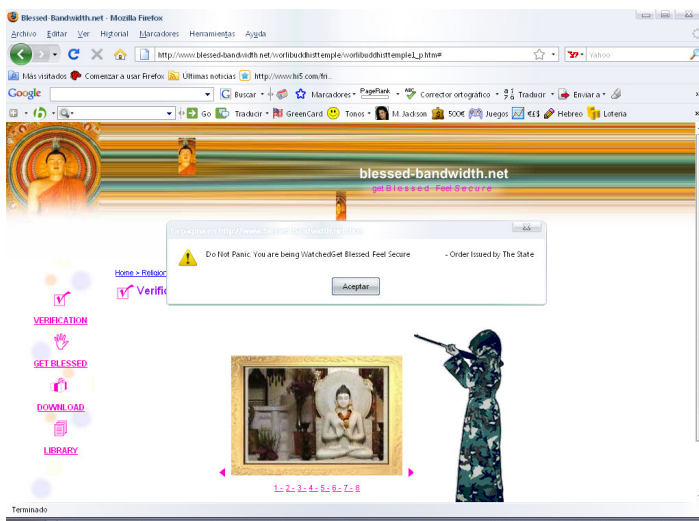 Blessed-Bandwidth.net - Mozilla Firefox
Archivo Editar Ver Historial Marcadores Herramientas Ayuda
http://www.blessed-bandwidth.net/worlibuddhisttemple/worlibuddhisttemple1_p.htm#
Yahoo
Más visitados Comenzar a usar Firefox Últimas noticias http://www.hi5.com/fri...
Google Buscar Marcadores PageRank Corrector ortográfico Traducir Enviar a
Go Traducir GreenCard Tonos M. Jackson 500€ Juegos €£$ Hebreo Loteria
blessed-bandwidth.net
get Blessed Feel Secure
Do Not Panic. You are being WatchedGet Blessed. Feel Secure - Order Issued by The State
Aceptar
Home > Religion
Verific
VERIFICATION
GET BLESSED
DOWNLOAD
LIBRARY
1 - 2 - 3 - 4 - 5 - 6 - 7 - 8
Terminado